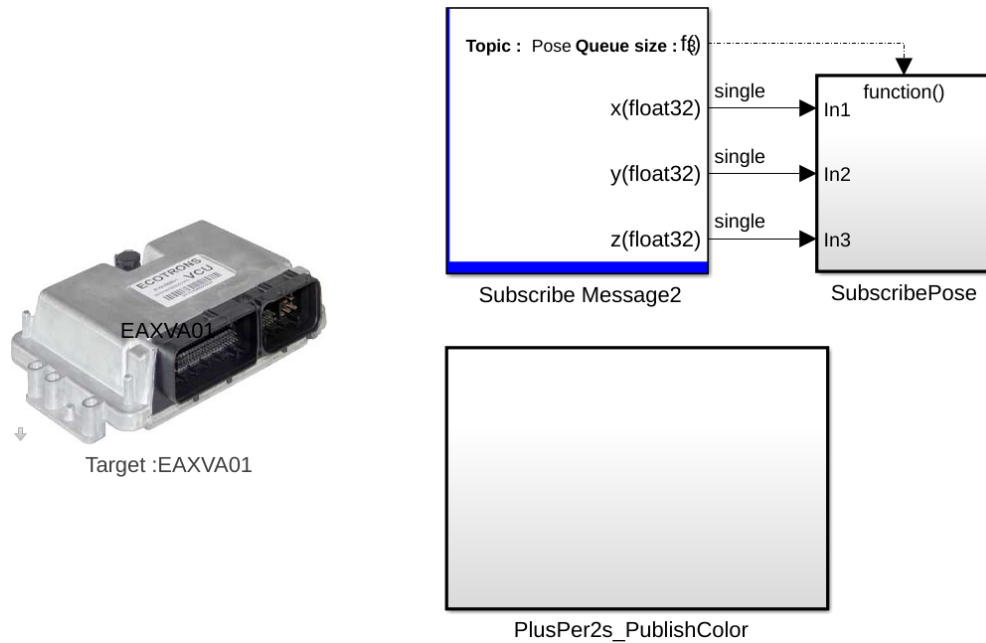 Topic : Pose Queue size : f()
function()
x(float32)
single
In1
y(float32)
single
In2
z(float32)
single
In3
Subscribe Message2
SubscribePose
ECOTRONS
VCU
EAXVA01
Target :EAXVA01
PlusPer2s_PublishColor